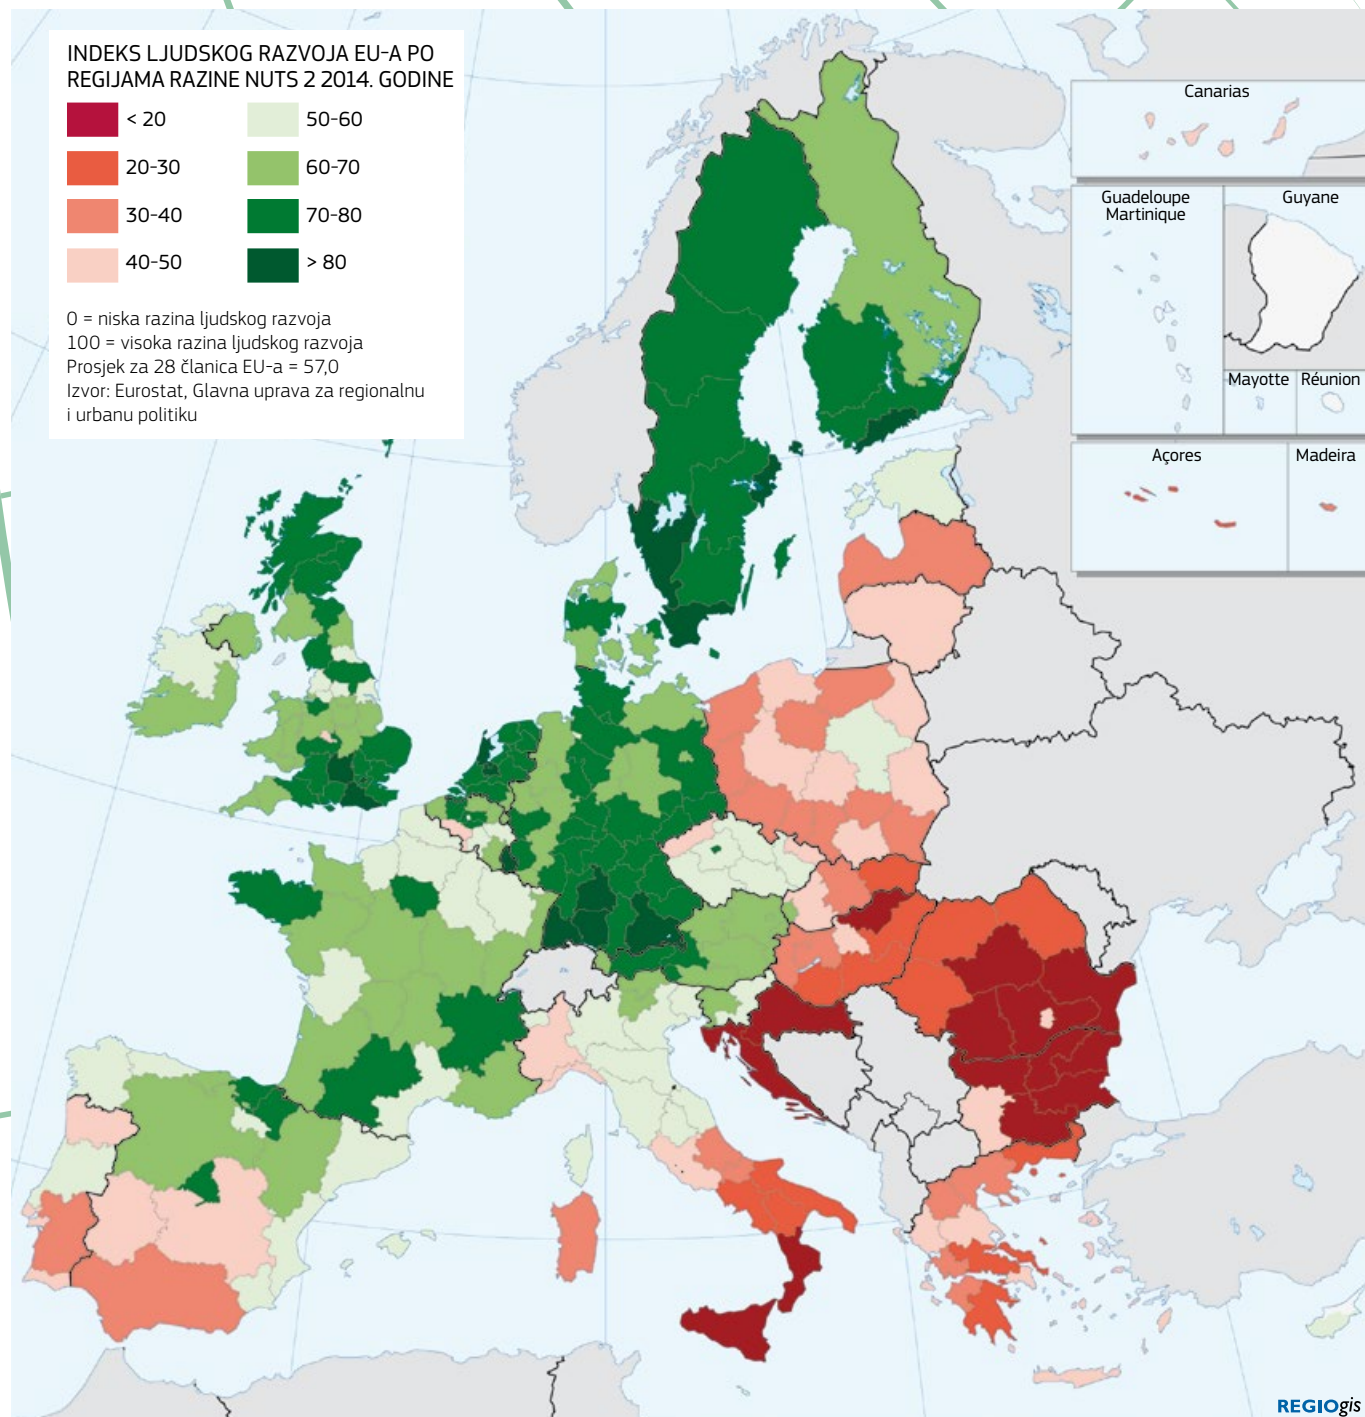 INDEKS LJUDSKOG RAZVOJA EU-A PO
REGIJAMA RAZINE NUTS 2 2014. GODINE
< 20
20-30
30-40
40-50
50-60
60-70
70-80
> 80
0 = niska razina ljudskog razvoja
100 = visoka razina ljudskog razvoja
Prosjek za 28 članica EU-a = 57,0
Izvor: Eurostat, Glavna uprava za regionalnu
i urbanu politiku
Canarias
Guadeloupe
Martinique
Guyane
Mayotte
Réunion
Açores
Madeira
REGIOgis